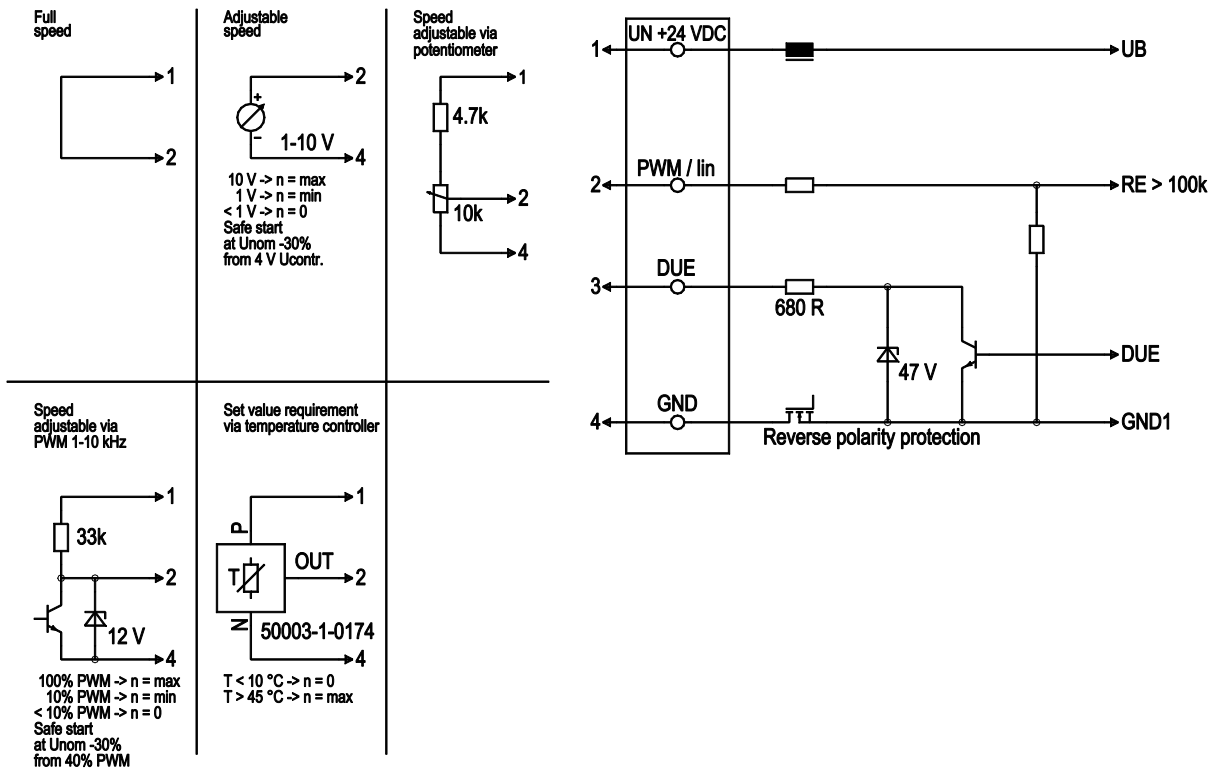 Full
speed
1
2
Adjustable
speed
2
+
–
1-10 V
4
10 V -> n = max
1 V -> n = min
< 1 V -> n = 0
Safe start
at Unom -30%
from 4 V Ucontr.
Speed
adjustable via
potentiometer
1
4.7k
2
10k
4
Speed
adjustable via
PWM 1-10 kHz
1
33k
2
12 V
4
100% PWM -> n = max
10% PWM -> n = min
< 10% PWM -> n = 0
Safe start
at Unom -30%
from 40% PWM
Set value requirement
via temperature controller
1
P
T
OUT
2
N
50003-1-0174
4
T < 10 °C -> n = 0
T > 45 °C -> n = max
1
UN +24 VDC
UB
2
PWM / lin
RE > 100k
3
DUE
680 R
47 V
DUE
4
GND
GND1
Reverse polarity protection